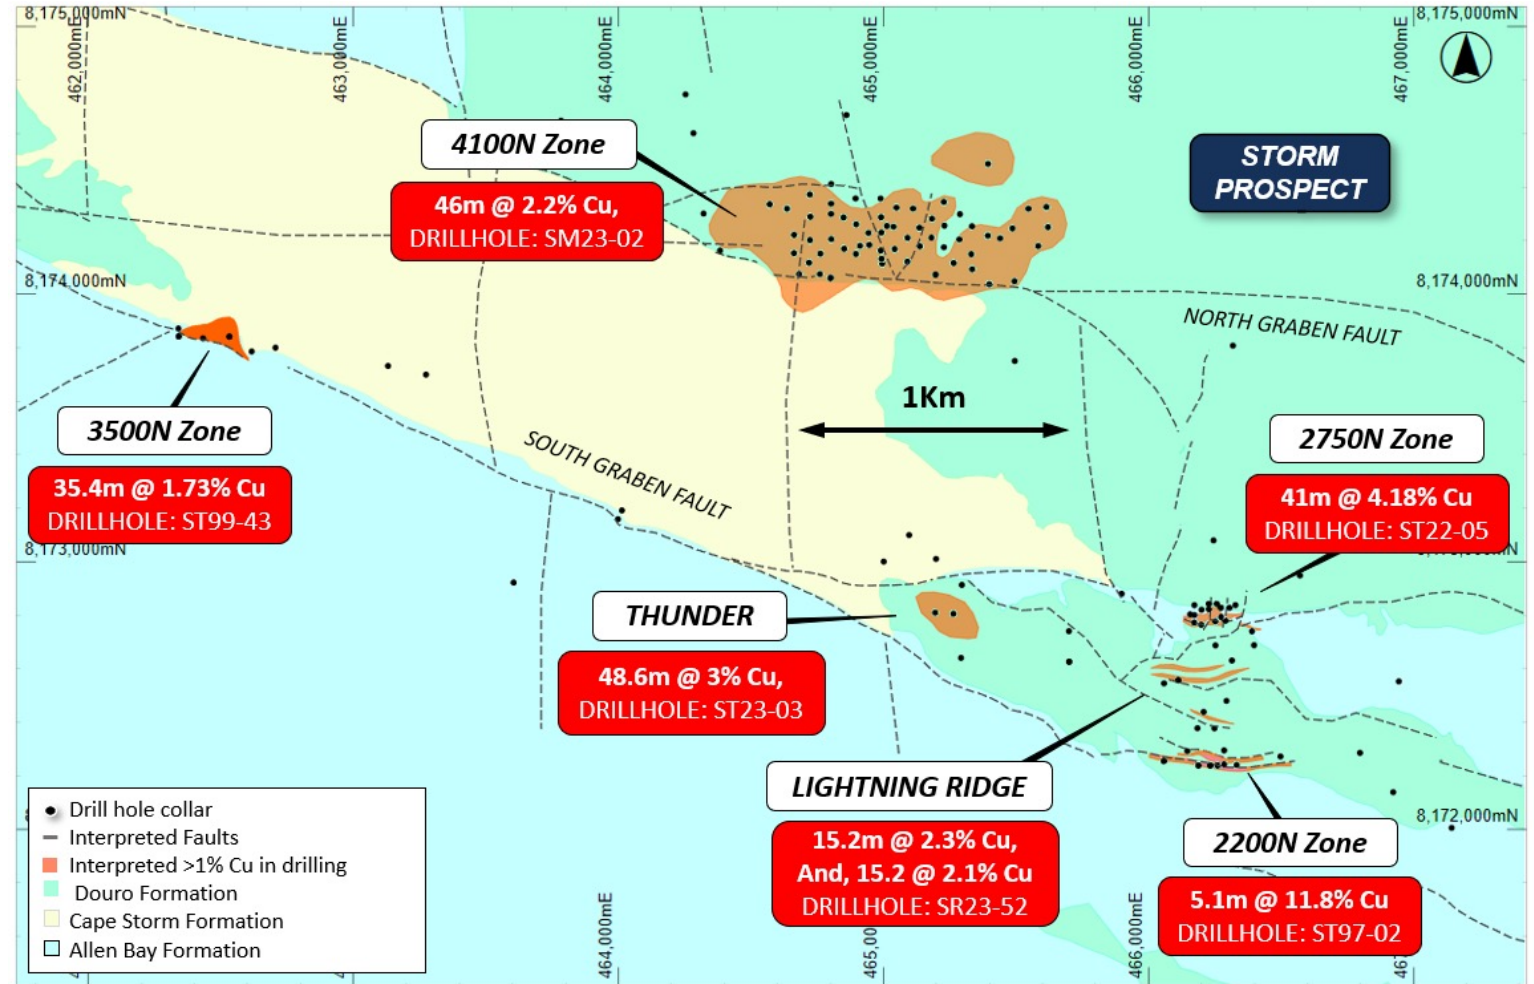 8,175,000mN
8,175,000mN
462,000mE
463,000mE
464,000mE
465,000mE
466,000mE
467,000mE
4100N Zone
46m @ 2.2% Cu,
DRILLHOLE: SM23-02
STORM
PROSPECT
8,174,000mN
8,174,000mN
NORTH GRABEN FAULT
3500N Zone
35.4m @ 1.73% Cu
DRILLHOLE: ST99-43
1Km
SOUTH GRABEN FAULT
2750N Zone
41m @ 4.18% Cu
DRILLHOLE: ST22-05
8,173,000mN
THUNDER
48.6m @ 3% Cu,
DRILLHOLE: ST23-03
LIGHTNING RIDGE
15.2m @ 2.3% Cu,
And, 15.2 @ 2.1% Cu
DRILLHOLE: SR23-52
8,172,000mN
2200N Zone
5.1m @ 11.8% Cu
DRILLHOLE: ST97-02
Drill hole collar
Interpreted Faults
Interpreted >1% Cu in drilling
Douro Formation
Cape Storm Formation
Allen Bay Formation
464,000mE
466,000mE